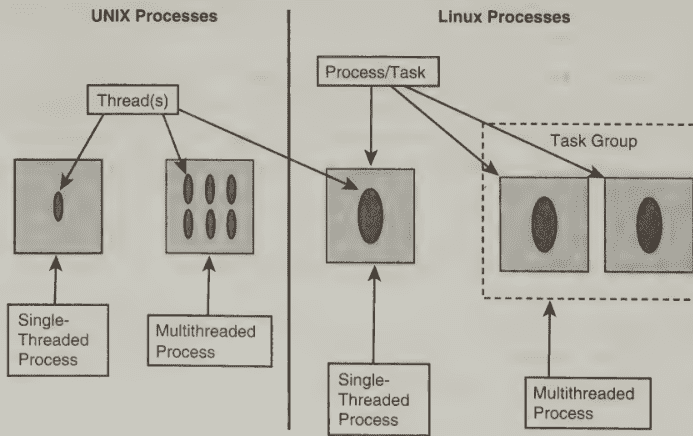 UNIX Processes
Linux Processes
Process/Task
Thread(s)
Task Group
Single-
Threaded
Process
Multithreaded
Process
Single-
Threaded
Process
Multithreaded
Process